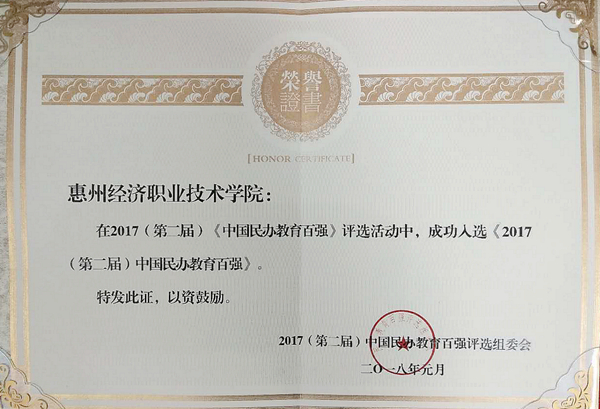 榮譽
證書
[ HONOR CERTIFICATE ]
惠州经济职业技术学院：
在2017（第二届）《中国民办教育百强》评选活动中，成功入选《2017
（第二届）中国民办教育百强》。
特发此证，以资鼓励。
2017（第二届）中国民办教育百强评选组委会
二〇一八年元月